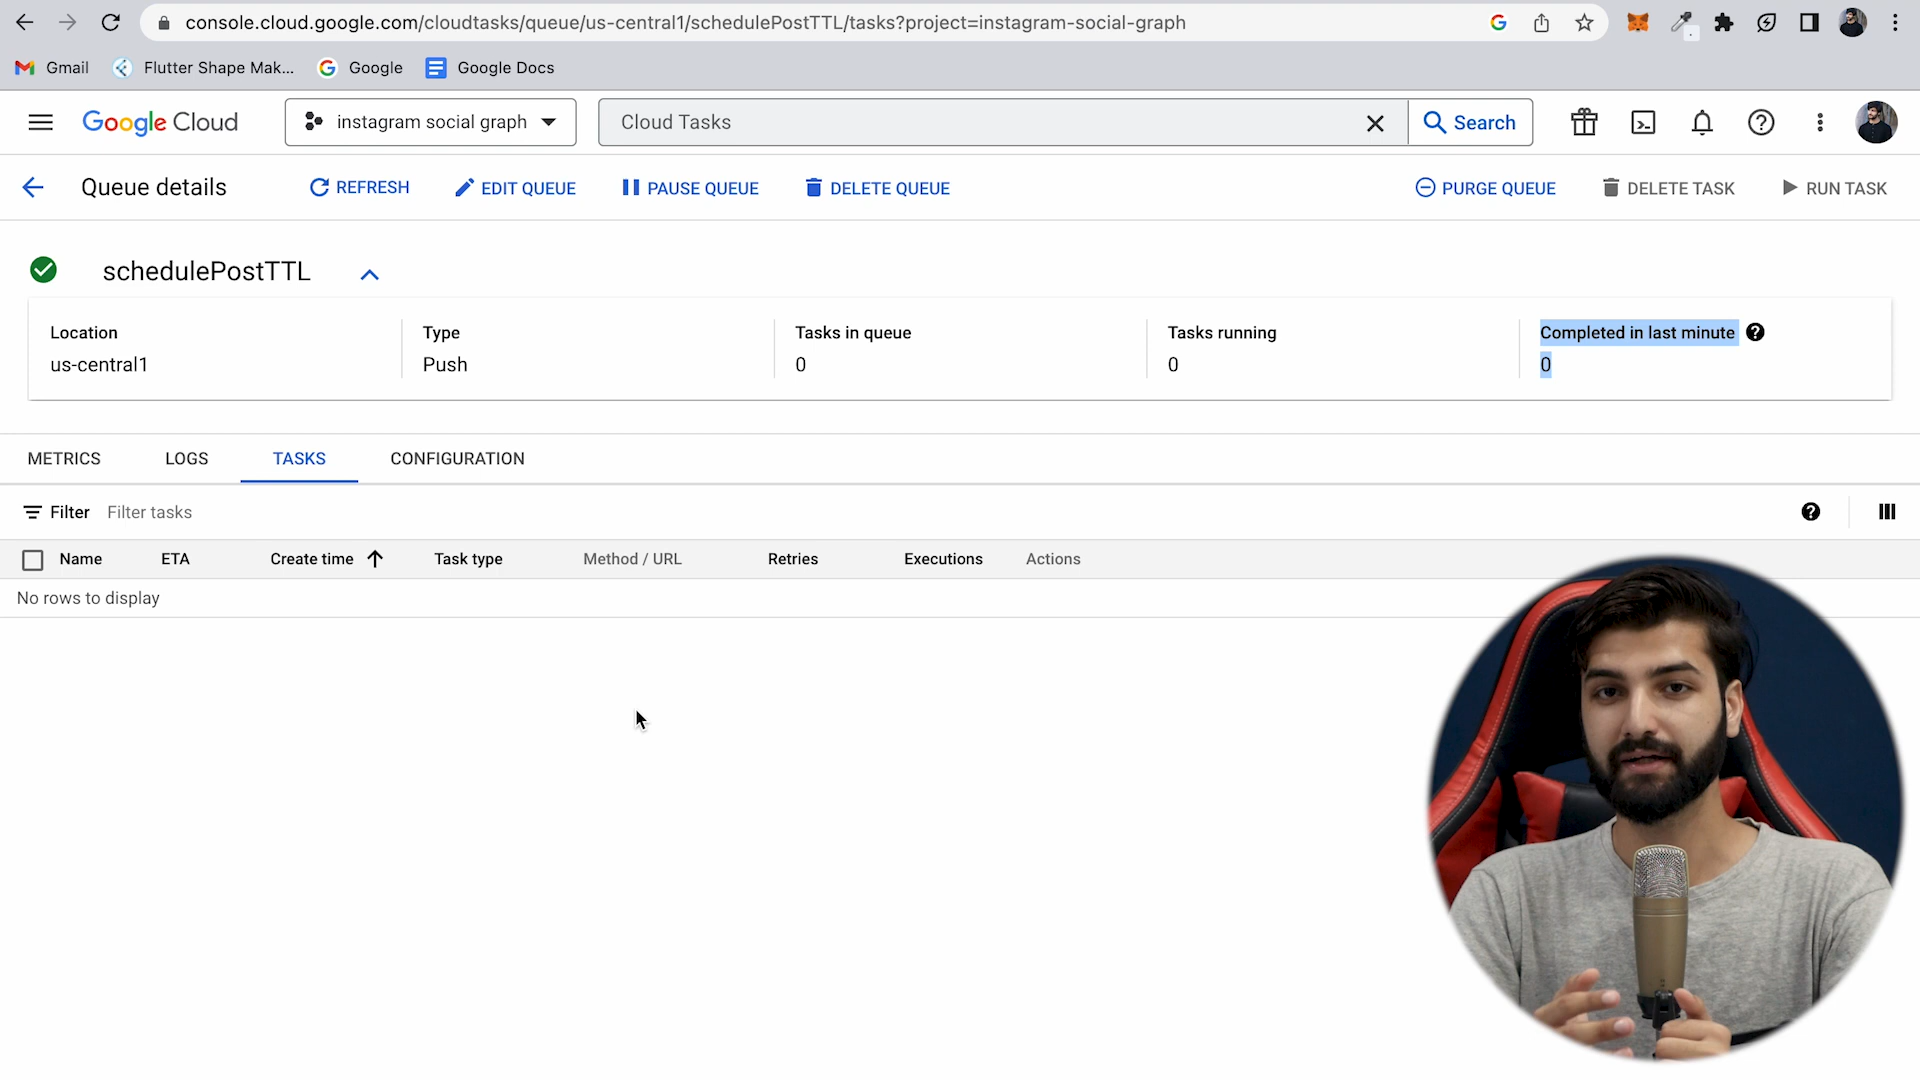 console.cloud.google.com/cloudtasks/queue/us-central1/schedulePostTTL/tasks?project=instagram-social-graph
Gmail Flutter Shape Mak... Google Google Docs
Google Cloud instagram social graph Cloud Tasks Search
Queue details REFRESH EDIT QUEUE PAUSE QUEUE DELETE QUEUE PURGE QUEUE DELETE TASK RUN TASK
schedulePostTTL
Location Type Tasks in queue Tasks running Completed in last minute
us-central1 Push 0 0 0
METRICS LOGS TASKS CONFIGURATION
Filter Filter tasks
Name ETA Create time Task type Method / URL Retries Executions Actions
No rows to display